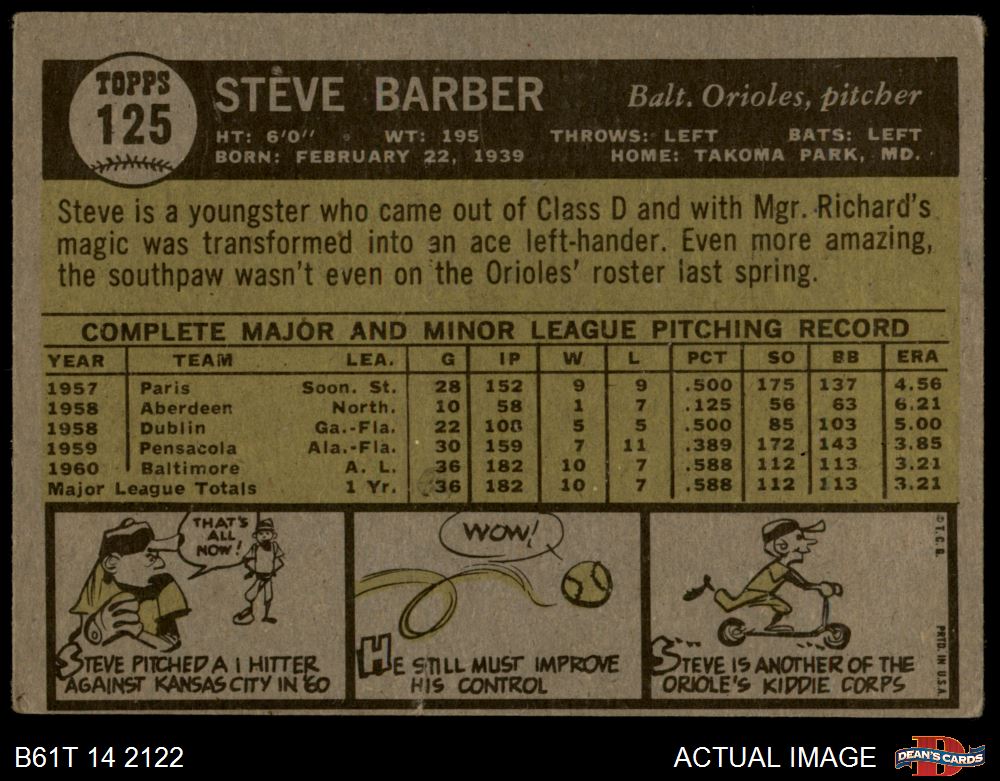 TOPPS
125
STEVE BARBER
Balt. Orioles, pitcher
HT: 6'0" WT: 195 THROWS: LEFT BATS: LEFT
BORN: FEBRUARY 22, 1939 HOME: TAKOMA PARK, MD.
Steve is a youngster who came out of Class D and with Mgr. Richard's
magic was transformed into an ace left-hander. Even more amazing,
the southpaw wasn't even on the Orioles' roster last spring.
COMPLETE MAJOR AND MINOR LEAGUE PITCHING RECORD
YEAR TEAM LEA. G IP W L PCT SO BB ERA
1957 Paris Soon. St. 28 152 9 9 .500 175 137 4.56
1958 Aberdeen North. 10 58 1 7 .125 56 63 6.21
1958 Dublin Ga.-Fla. 22 108 5 5 .500 85 103 5.00
1959 Pensacola Ala.-Fla. 30 159 7 11 .389 172 143 3.85
1960 Baltimore A. L. 36 182 10 7 .588 112 113 3.21
Major League Totals 1 Yr. 36 182 10 7 .588 112 113 3.21
THAT'S
ALL
NOW!
STEVE PITCHED A 1 HITTER
AGAINST KANSAS CITY IN '60
WOW!
HE STILL MUST IMPROVE
HIS CONTROL
STEVE IS ANOTHER OF THE
ORIOLE'S KIDDIE CORPS
© T. C. G.
PRTD. IN U.S.A.
B61T 14 2122
ACTUAL IMAGE
D
DEAN'S CARDS